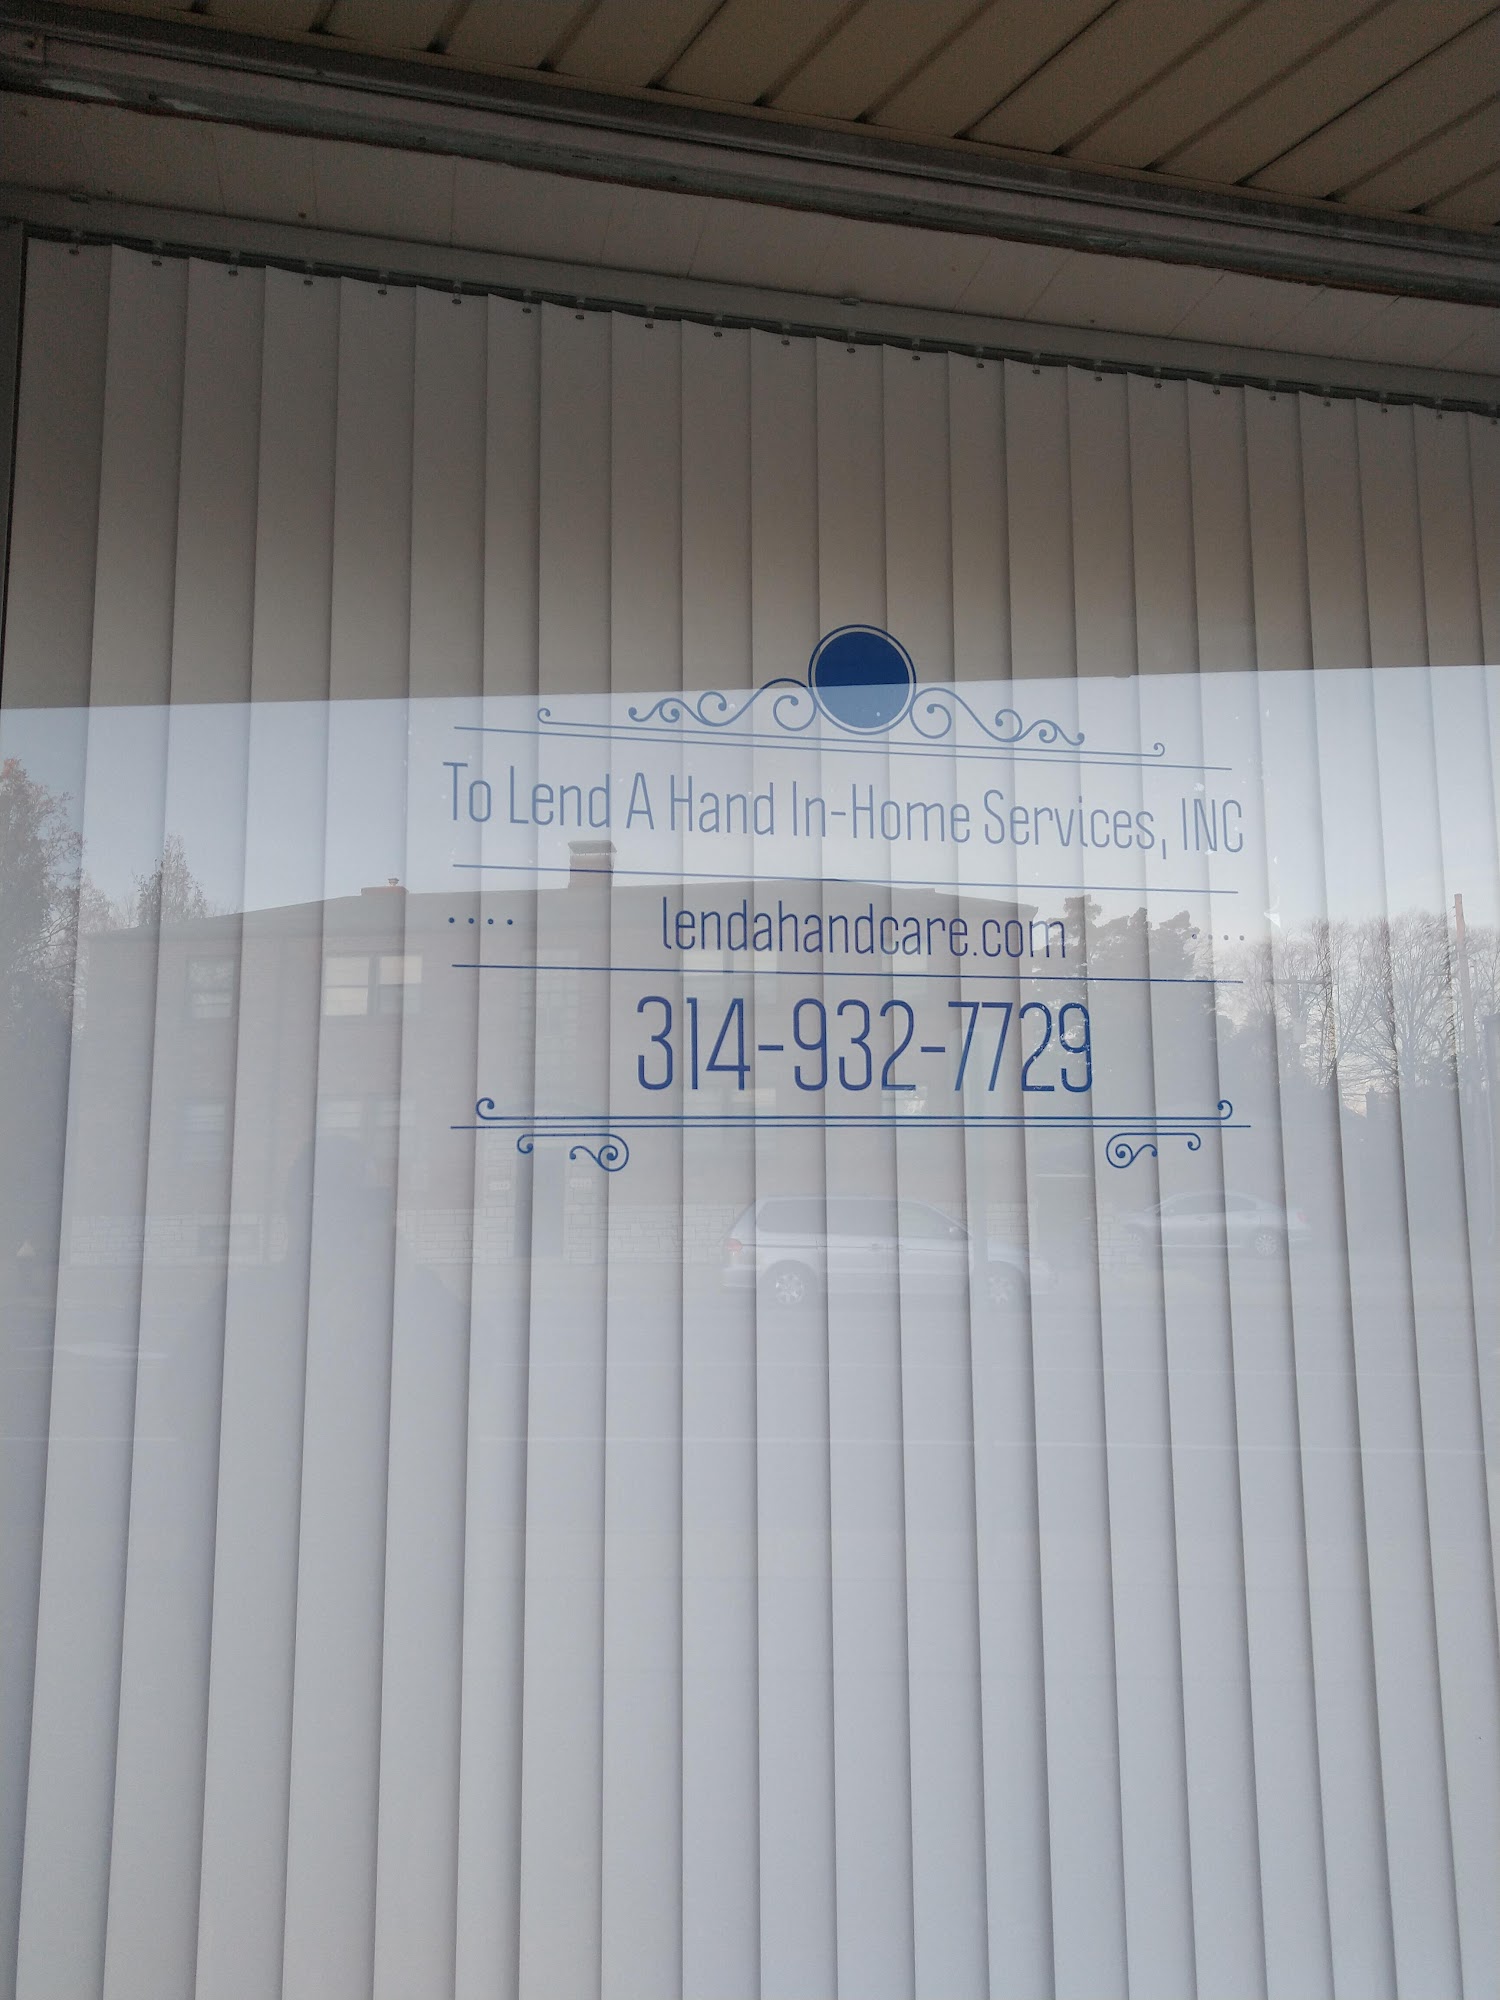 To Lend A Hand In-Home Services, INC
lendahandcare.com
314-932-7729